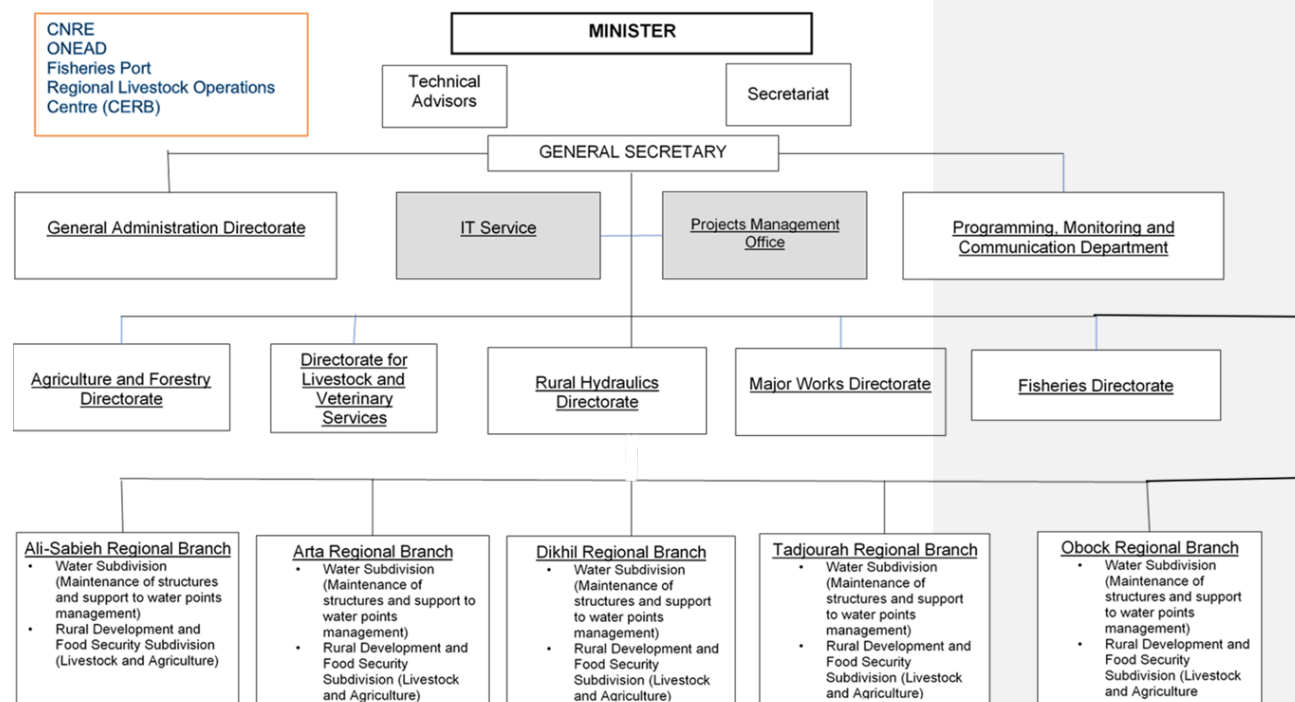 CNRE
ONEAD
Fisheries Port
Regional Livestock Operations
Centre (CERB)
MINISTER
Technical
Advisors
Secretariat
GENERAL SECRETARY
General Administration Directorate
IT Service
Projects Management
Office
Programming, Monitoring and
Communication Department
Agriculture and Forestry
Directorate
Directorate for
Livestock and
Veterinary
Services
Rural Hydraulics
Directorate
Major Works Directorate
Fisheries Directorate
Ali-Sabieh Regional Branch
• Water Subdivision
(Maintenance of structures
and support to water points
management)
• Rural Development and
Food Security Subdivision
(Livestock and Agriculture)
Arta Regional Branch
• Water Subdivision
(Maintenance of
structures and support to
water points
management)
• Rural Development and
Food Security
Subdivision (Livestock
and Agriculture)
Dikhil Regional Branch
• Water Subdivision
(Maintenance of
structures and support
to water points
management)
• Rural Development and
Food Security
Subdivision (Livestock
and Agriculture)
Tadjourah Regional Branch
• Water Subdivision
(Maintenance of
structures and support
to water points
management)
• Rural Development and
Food Security
Subdivision (Livestock
and Agriculture)
Obock Regional Branch
• Water Subdivision
(Maintenance of
structures and support
to water points
management)
• Rural Development and
Food Security
Subdivision (Livestock
and Agriculture